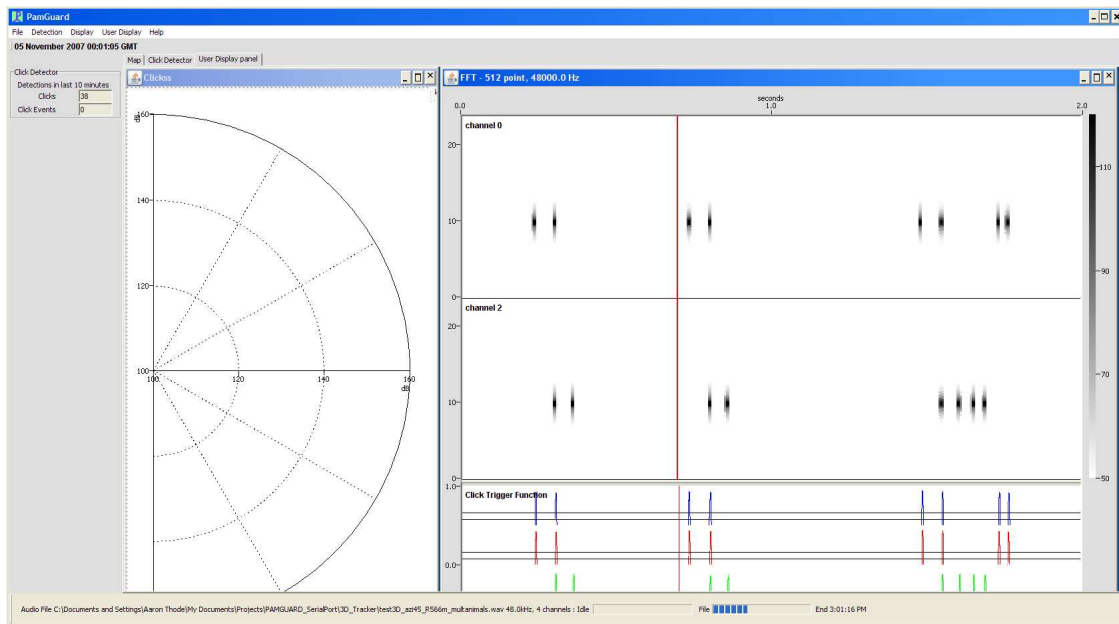 PamGuard
File Detection Display User Display Help
05 November 2007 00:01:05 GMT
Map Click Detector User Display panel
Click Detector
Detections in last 10 minutes
Clicks 38
Click Events 0
Clickss
160
dB
140
120
100
100 120 140 160
dB
FFT - 512 point, 48000.0 Hz
seconds
0.0 1.0 2.0
channel 0
20
10
0
channel 2
20
10
0
110
90
70
50
Click Trigger Function
1.0
0.0
Audio File C:\Documents and Settings\Aaron Thode\My Documents\Projects\PAMGUARD_SerialPort\3D_Tracker\test3D_azi45_R566m_multanimals.wav 48.0kHz, 4 channels : Idle File End 3:01:16 PM